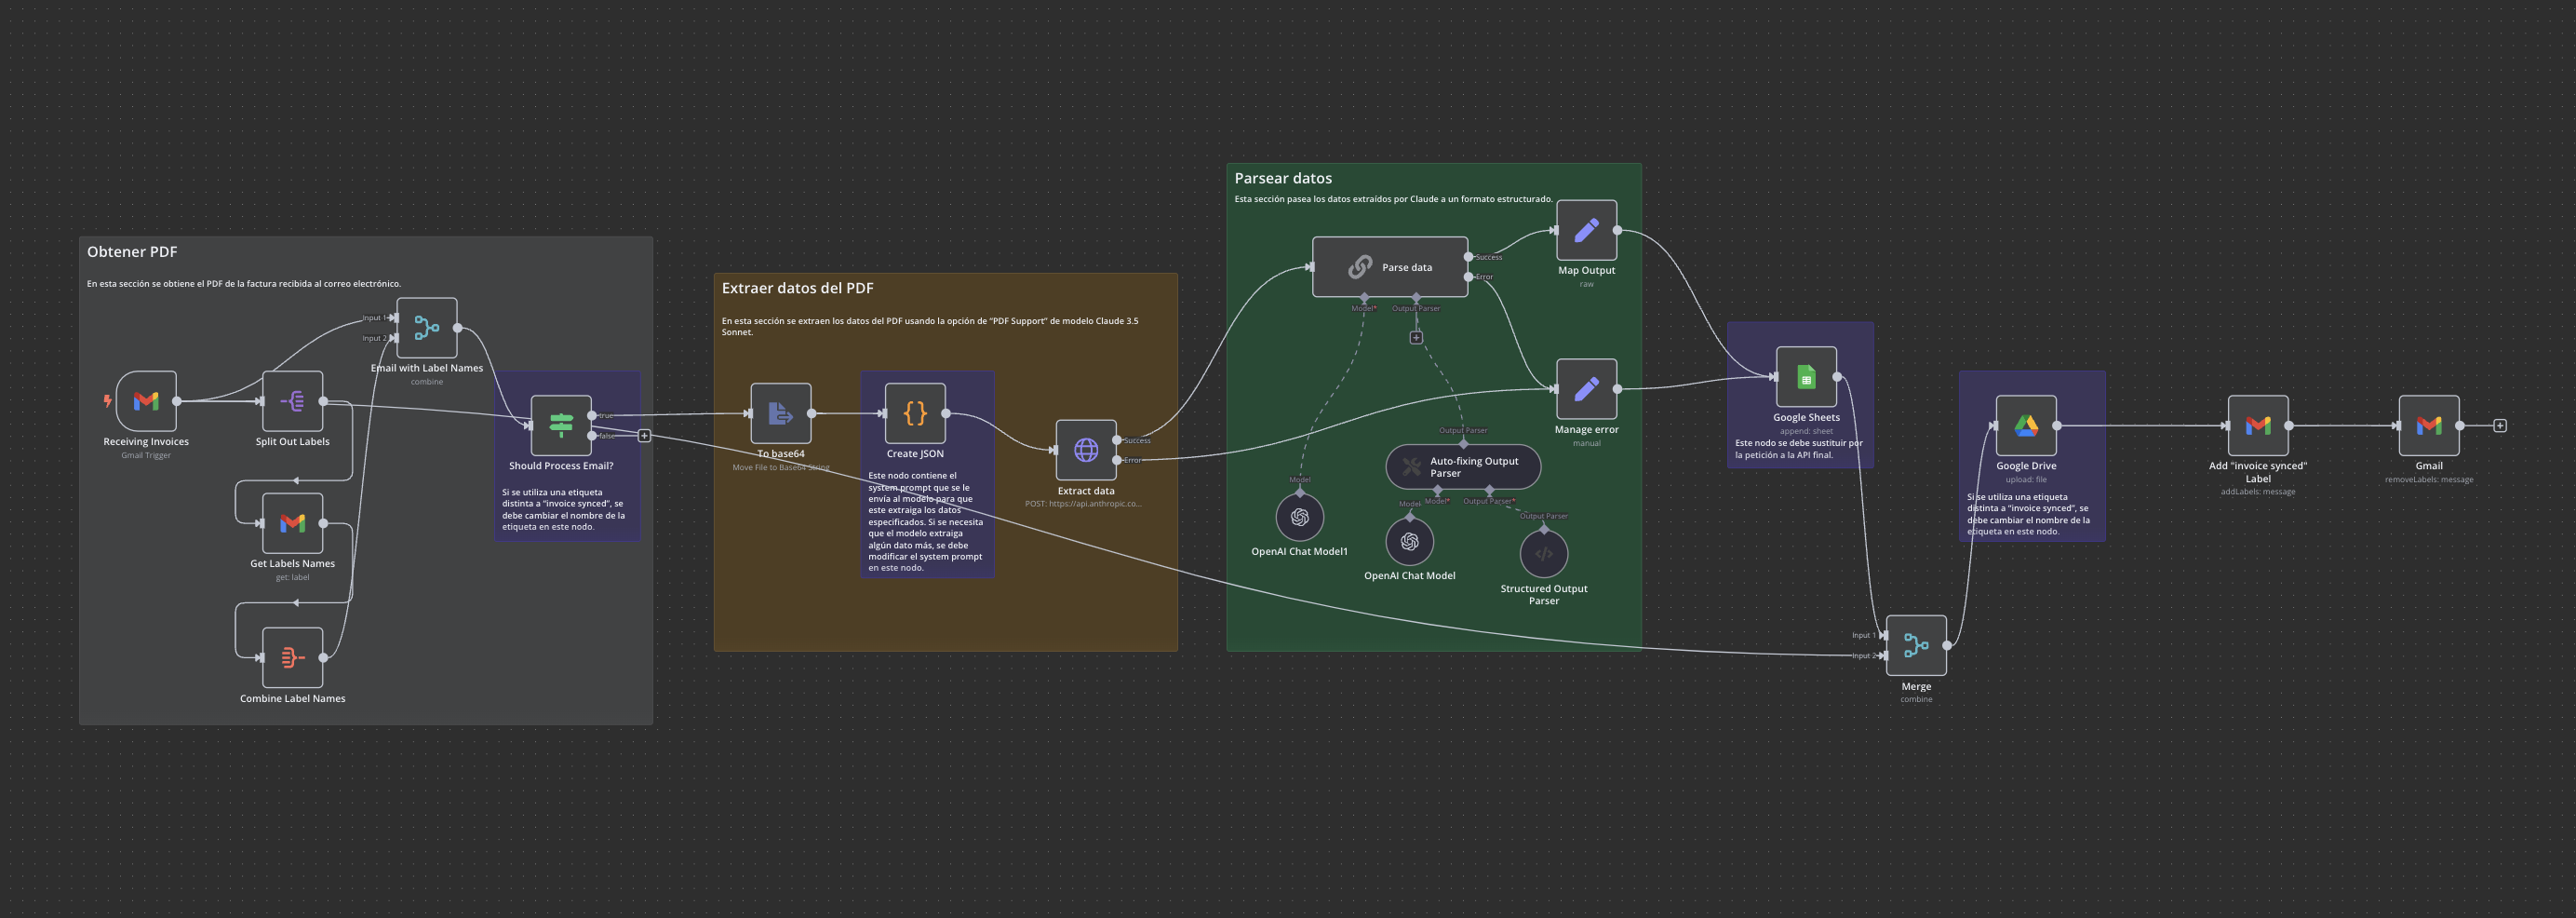 Obtener PDF
En esta sección se obtiene el PDF de la factura recibida al correo electrónico.
Input 1
Input 2
Email with Label Names
combine
Receiving Invoices
Gmail Trigger
Split Out Labels
Get Labels Names
get: label
Combine Label Names
true
false
Should Process Email?
Si se utiliza una etiqueta
distinta a “invoice synced”, se
debe cambiar el nombre de la
etiqueta en este nodo.
Extraer datos del PDF
En esta sección se extraen los datos del PDF usando la opción de “PDF Support” de modelo Claude 3.5
Sonnet.
To base64
Move File to Base64 String
Create JSON
Este nodo contiene el
system prompt que se le
envía al modelo para que
este extraiga los datos
especificados. Si se necesita
que el modelo extraiga
algún dato más, se debe
modificar el system prompt
en este nodo.
Success
Error
Extract data
POST: https://api.anthropic.co...
Parsear datos
Esta sección pasea los datos extraídos por Claude a un formato estructurado.
Parse data
Success
Error
Model*
Output Parser
Map Output
raw
Manage error
manual
Output Parser
Auto-fixing Output
Parser
Model
Model
Model*
Output Parser*
Output Parser
OpenAI Chat Model1
OpenAI Chat Model
Structured Output
Parser
Google Sheets
append: sheet
Este nodo se debe sustituir por
la petición a la API final.
Input 1
Input 2
Merge
combine
Google Drive
upload: file
Si se utiliza una etiqueta
distinta a “invoice synced”, se
debe cambiar el nombre de la
etiqueta en este nodo.
Add "invoice synced"
Label
addLabels: message
Gmail
removeLabels: message